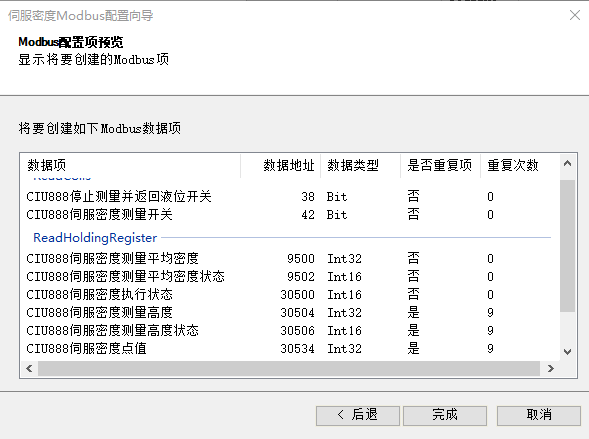 伺服密度Modbus配置向导
Modbus配置项预览
显示将要创建的Modbus项
将要创建如下Modbus数据项
数据项 数据地址 数据类型 是否重复项 重复次数
CIU888停止测量并返回液位开关 38 Bit 否 0
CIU888伺服密度测量开关 42 Bit 否 0
ReadHoldingRegister
CIU888伺服密度测量平均密度 9500 Int32 否 0
CIU888伺服密度测量平均密度状态 9502 Int16 否 0
CIU888伺服密度执行状态 30500 Int16 否 0
CIU888伺服密度测量高度 30504 Int32 是 9
CIU888伺服密度测量高度状态 30506 Int16 是 9
CIU888伺服密度点值 30534 Int32 是 9
< 后退 完成 取消